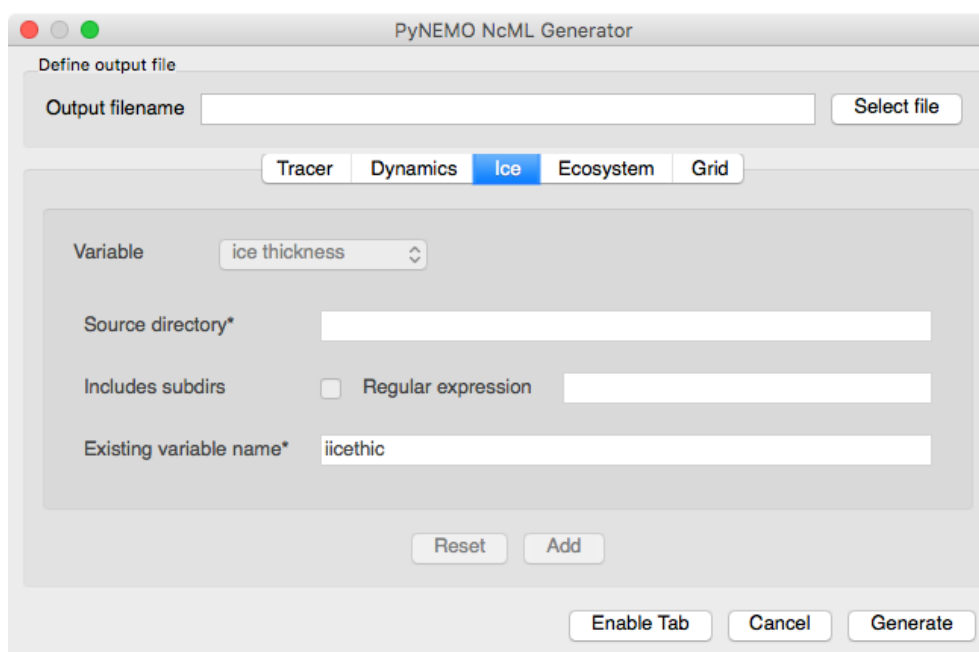 PyNEMO NcML Generator
Define output file
Output filename Select file
Tracer Dynamics Ice Ecosystem Grid
Variable ice thickness
Source directory*
Includes subdirs Regular expression
Existing variable name* iicethic
Reset Add
Enable Tab Cancel Generate